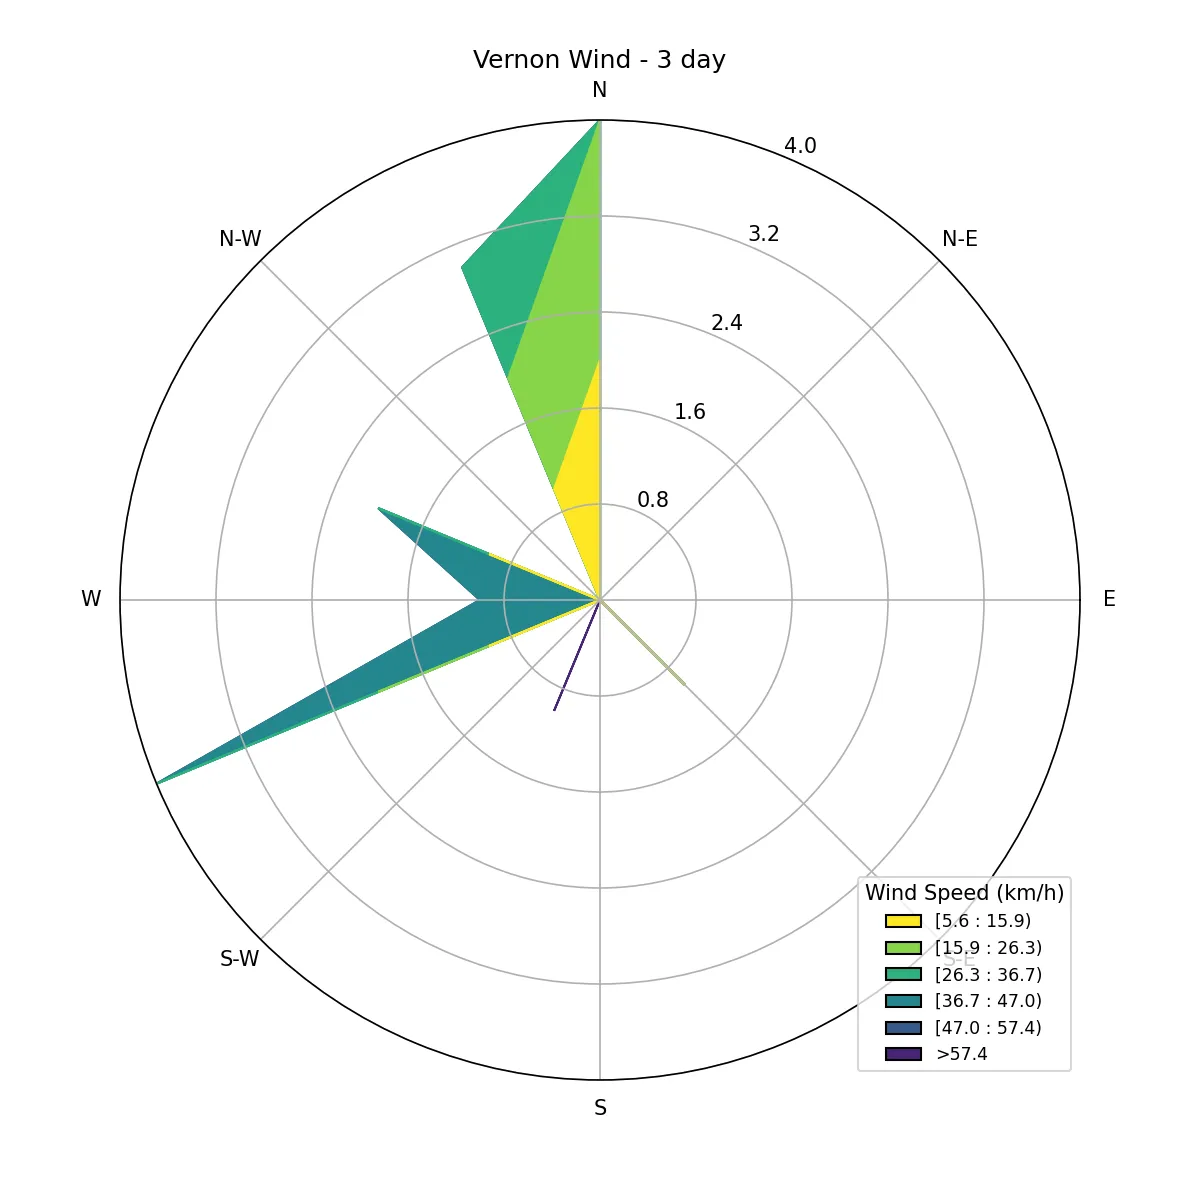 Vernon Wind - 3 day
N
4.0
N-W
3.2
N-E
2.4
1.6
0.8
W
E
Wind Speed (km/h)
[5.6 : 15.9)
[15.9 : 26.3)
S-W
S-E
[26.3 : 36.7)
[36.7 : 47.0)
[47.0 : 57.4)
>57.4
S